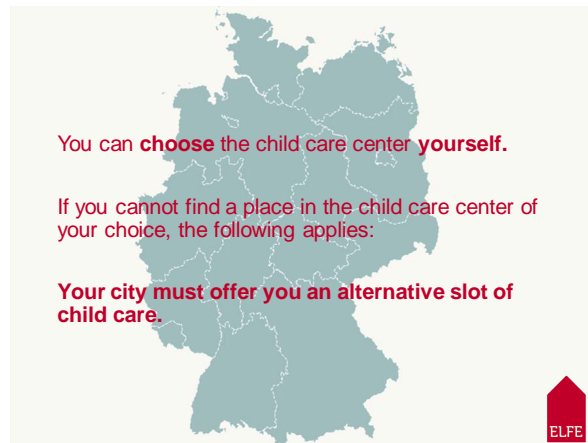 You can choose the child care center yourself.
If you cannot find a place in the child care center of
your choice, the following applies:
Your city must offer you an alternative slot of
child care.
ELFE